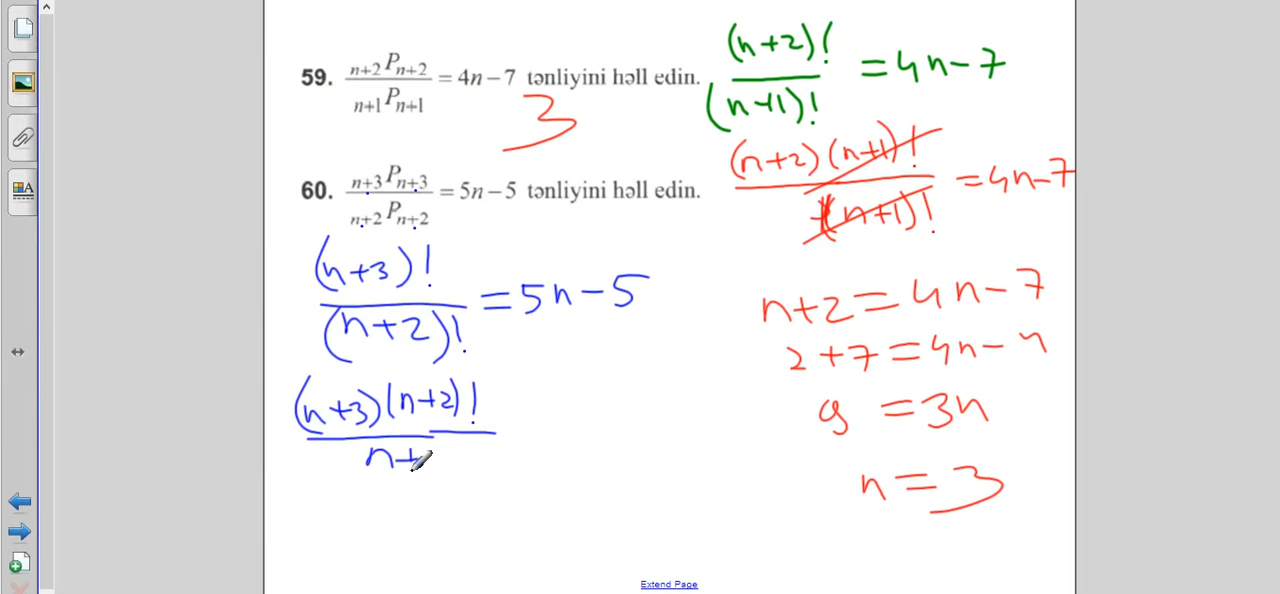 59. n+2Pn+2 / n+1Pn+1 = 4n – 7 tənliyini həll edin.
3
(n+2)! / (n+1)! = 4n-7
(n+2)(n+1)! / (n+1)! = 4n-7
n+2 = 4n-7
2+7 = 4n-n
9 = 3n
n = 3
60. n+3Pn+3 / n+2Pn+2 = 5n – 5 tənliyini həll edin.
(n+3)! / (n+2)! = 5n-5
(n+3)(n+2)! / n+
Extend Page